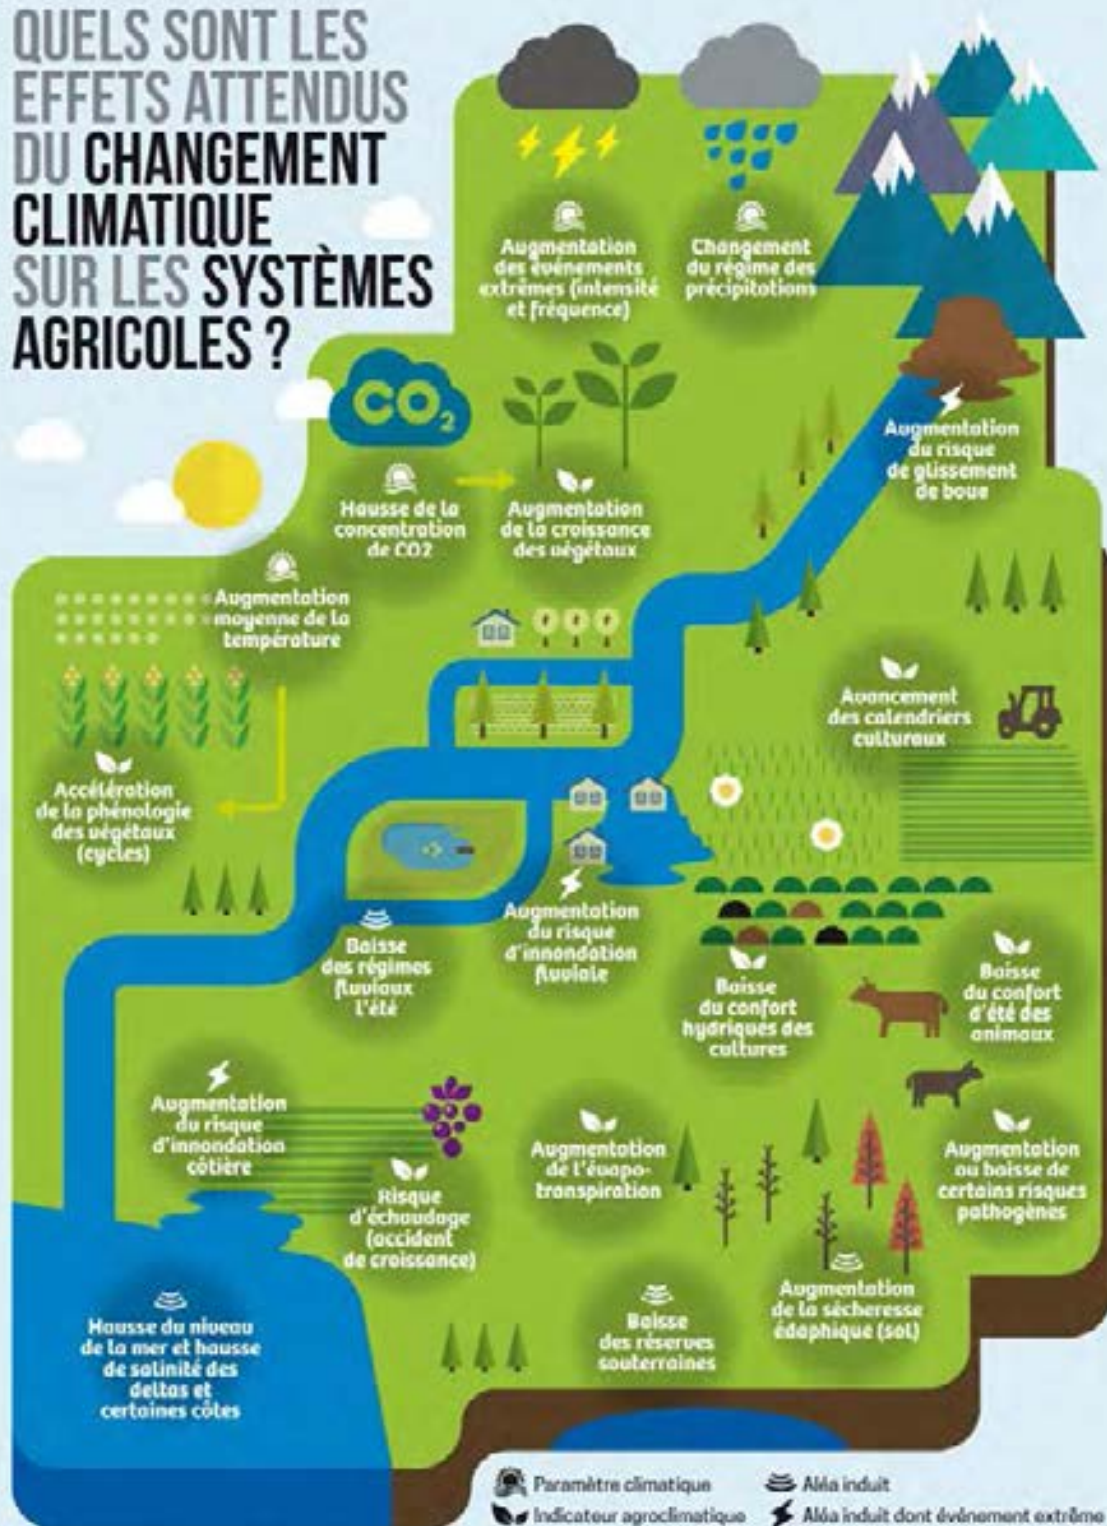 QUELS SONT LES
EFFETS ATTENDUS
DU CHANGEMENT
CLIMATIQUE
SUR LES SYSTÈMES
AGRICOLES ?
Augmentation
des événements
extrêmes (intensité
et fréquence)
Changement
du régime des
précipitations
CO2
Hausse de la
concentration
de CO2
Augmentation
de la croissance
des végétaux
Augmentation
du risque
de glissement
de boue
Augmentation
moyenne de la
température
Avancement
des calendriers
culturaux
Accélération
de la phénologie
des végétaux
(cycles)
Baisse
des régimes
fluviaux
l'été
Augmentation
du risque
d'innondation
fluviale
Baisse
du confort
hydriques des
cultures
Baisse
du confort
d'été des
animaux
Augmentation
du risque
d'innondation
côtière
Risque
d'échaudage
(accident
de croissance)
Augmentation
de l'évapo-
transpiration
Augmentation
ou baisse de
certains risques
pathogènes
Augmentation
de la sécheresse
édaphique (sol)
Baisse
des réserves
souterraines
Hausse du niveau
de la mer et hausse
de salinité des
deltas et
certaines côtes
Paramètre climatique
Aléa induit
Indicateur agroclimatique
Aléa induit dont événement extrême